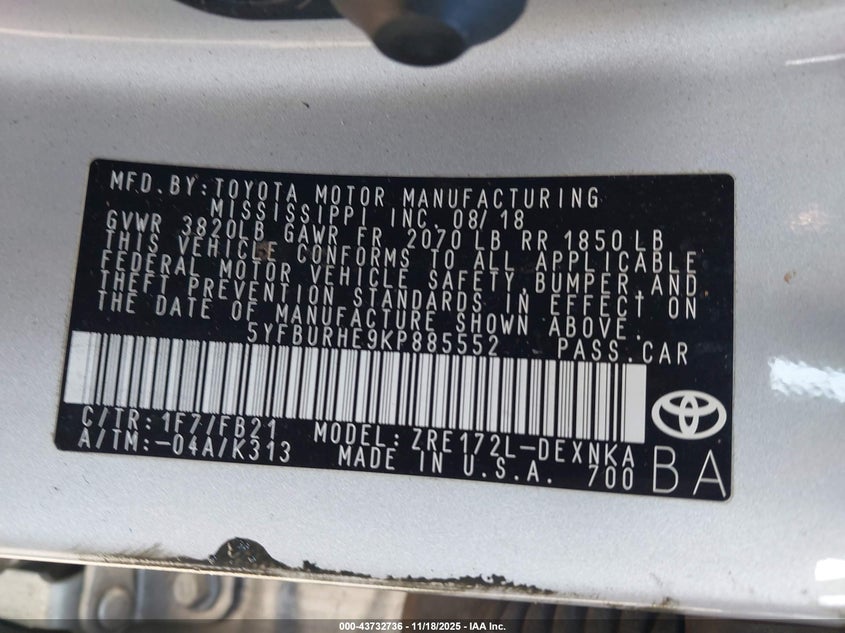 MFD.BY:TOYOTA MOTOR MANUFACTURING
MISSISSIPPI INC. 08/18
GVWR 3820LB GAWR FR 2070 LB RR 1850 LB
THIS VEHICLE CONFORMS TO ALL APPLICABLE
FEDERAL MOTOR VEHICLE SAFETY,BUMPER,AND
THEFT PREVENTION STANDARDS IN EFFECT ON
THE DATE OF MANUFACTURE SHOWN ABOVE.
5YFBURHE9KP885552 PASS.CAR
C/TR:1F7/FB21 MODEL:ZRE172L-DEXNKA
A/TM:-04A/K313 MADE IN U.S.A. 700
BA
000-43732736 - 11/18/2025 - IAA Inc.